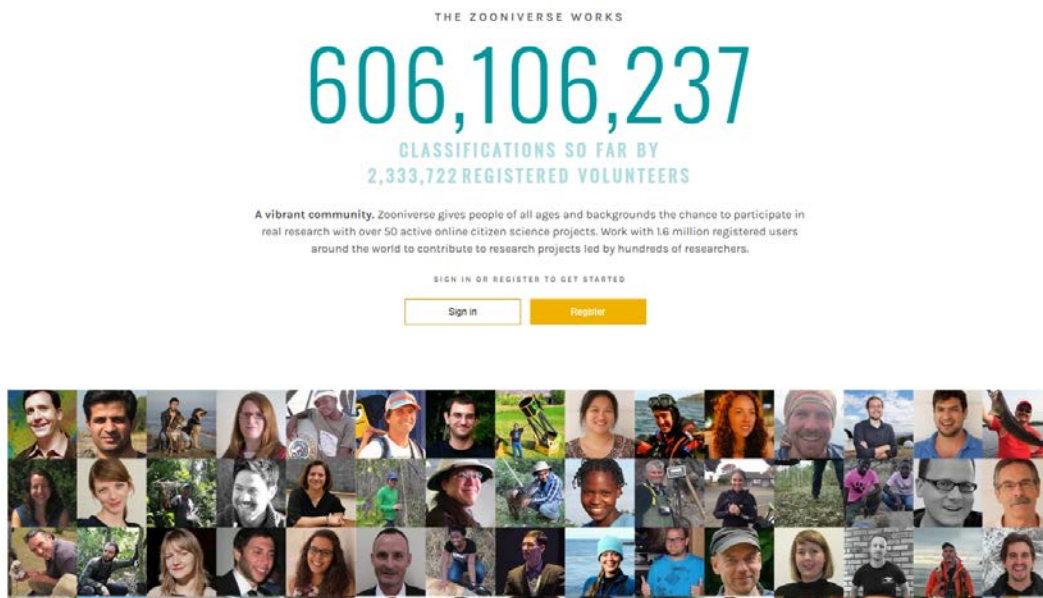 THE ZOONIVERSE WORKS
606,106,237
CLASSIFICATIONS SO FAR BY
2,333,722 REGISTERED VOLUNTEERS
A vibrant community. Zooniverse gives people of all ages and backgrounds the chance to participate in
real research with over 50 active online citizen science projects. Work with 1.6 million registered users
around the world to contribute to research projects led by hundreds of researchers.
SIGN IN OR REGISTER TO GET STARTED
Sign in
Register